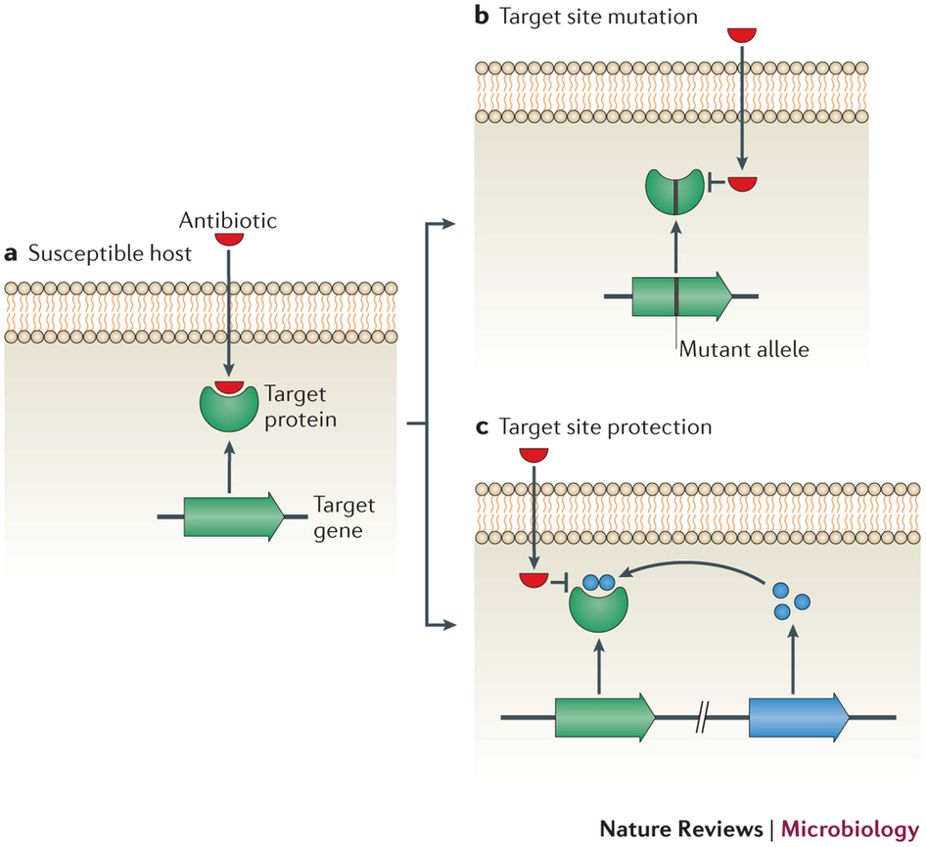 b Target site mutation
Antibiotic
a Susceptible host
Target
protein
Target
gene
Mutant allele
c Target site protection
Nature Reviews | Microbiology